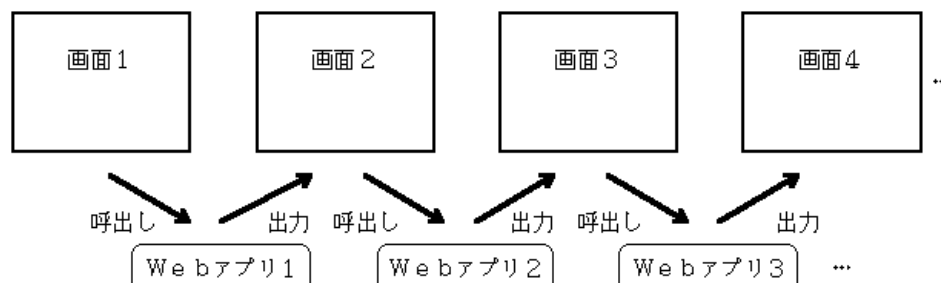 画面１ 画面２ 画面３ 画面４ …
呼出し 出力 呼出し 出力 呼出し 出力
Ｗｅｂアプリ１ Ｗｅｂアプリ２ Ｗｅｂアプリ３ …